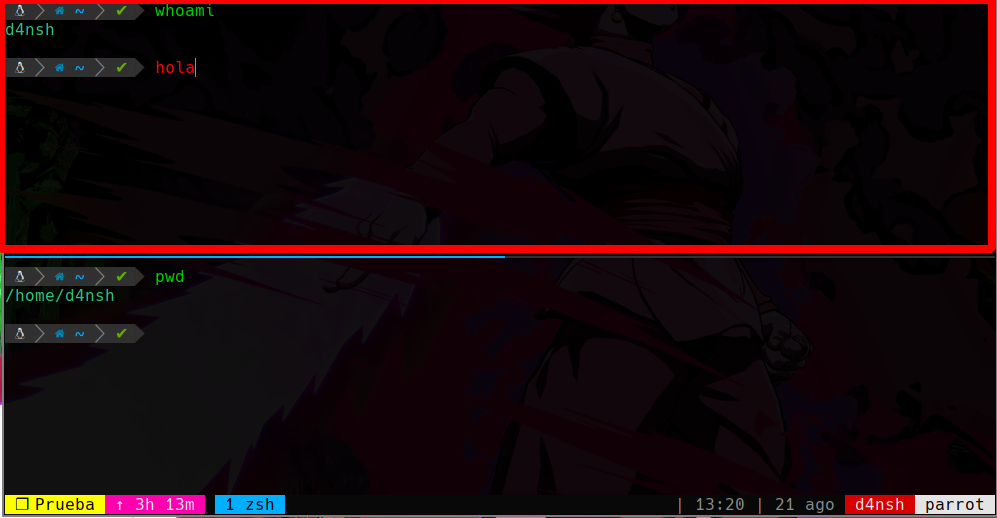 ~ ✔ whoami
d4nsh
~ ✔ hola
~ ✔ pwd
/home/d4nsh
~ ✔
❐ Prueba ↑ 3h 13m 1 zsh | 13:20 | 21 ago d4nsh parrot